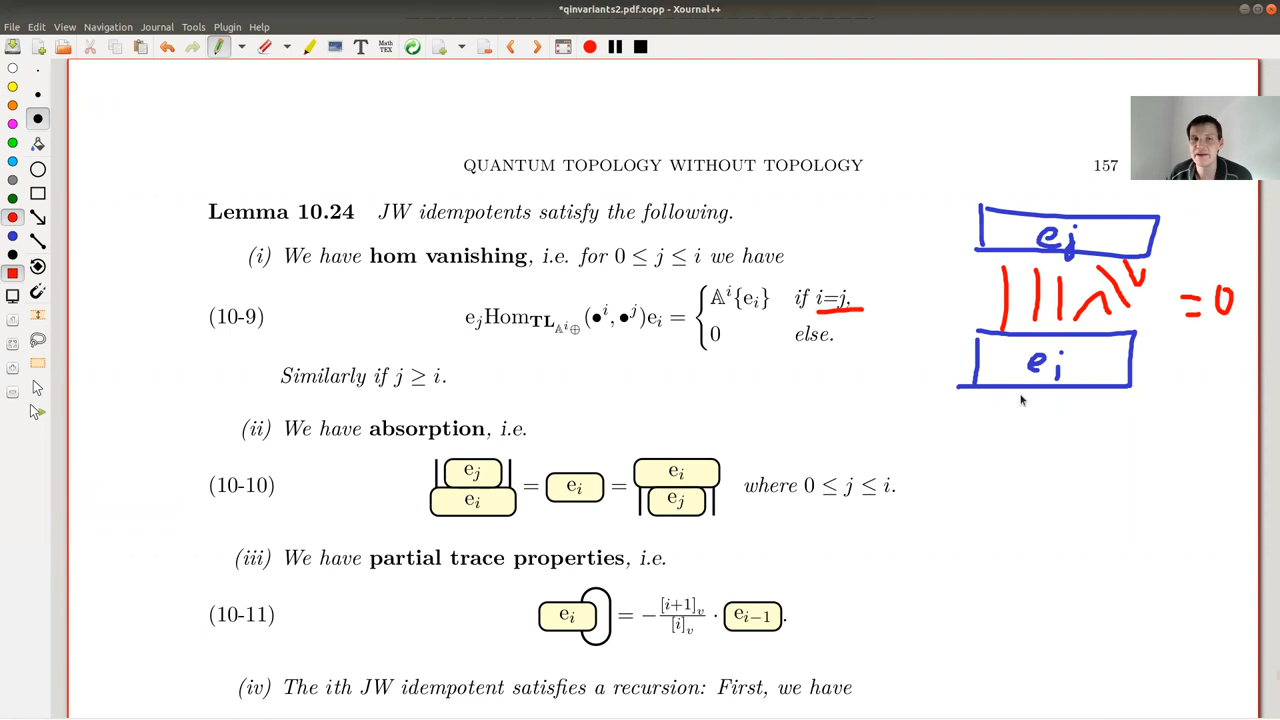 *qinvariants2.pdf.xopp - Xournal++
File Edit View Navigation Journal Tools Plugin Help
QUANTUM TOPOLOGY WITHOUT TOPOLOGY 157
Lemma 10.24 JW idempotents satisfy the following.
(i) We have hom vanishing, i.e. for 0 ≤ j ≤ i we have
(10-9) e_jHom_{TL_{𝔸^i⊕}}(•^i, •^j)e_i = { 𝔸^i{e_i} if i=j,
0 else.
Similarly if j ≥ i.
(ii) We have absorption, i.e.
(10-10) e_j e_i = e_i = e_i e_j where 0 ≤ j ≤ i.
(iii) We have partial trace properties, i.e.
(10-11) e_i = − [i+1]_v / [i]_v · e_{i−1}.
(iv) The ith JW idempotent satisfies a recursion: First, we have
e_j
= 0
e_i
Math
TEX
T